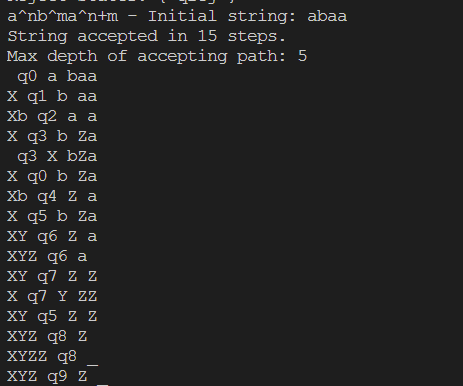 a^nb^ma^n+m - Initial string: abaa
String accepted in 15 steps.
Max depth of accepting path: 5
 q0 a baa
X q1 b aa
Xb q2 a a
X q3 b Za
 q3 X bZa
X q0 b Za
Xb q4 Z a
X q5 b Za
XY q6 Z a
XYZ q6 a
XY q7 Z Z
X q7 Y ZZ
XY q5 Z Z
XYZ q8 Z
XYZZ q8 _
XYZ q9 Z _